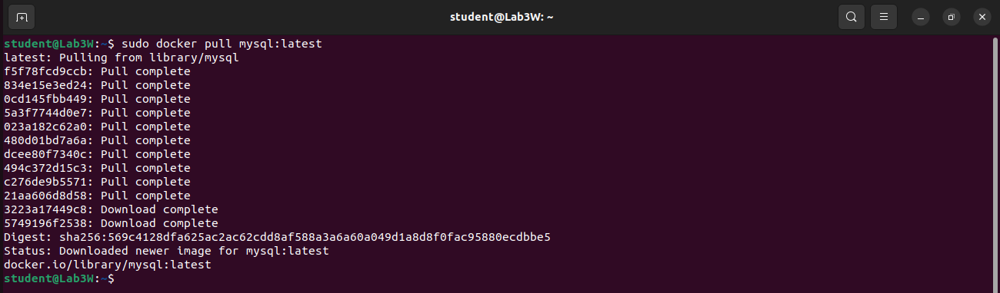 student@Lab3W: ~
student@Lab3W:~$ sudo docker pull mysql:latest
latest: Pulling from library/mysql
f5f78fcd9ccb: Pull complete
834e15e3ed24: Pull complete
0cd145fbb449: Pull complete
5a3f7744d0e7: Pull complete
023a182c62a0: Pull complete
480d01bd7a6a: Pull complete
dcee80f7340c: Pull complete
494c372d15c3: Pull complete
c276de9b5571: Pull complete
21aa606d8d58: Pull complete
3223a17449c8: Download complete
5749196f2538: Download complete
Digest: sha256:569c4128dfa625ac2ac62cdd8af588a3a6a60a049d1a8d8f0fac95880ecdbbe5
Status: Downloaded newer image for mysql:latest
docker.io/library/mysql:latest
student@Lab3W:~$